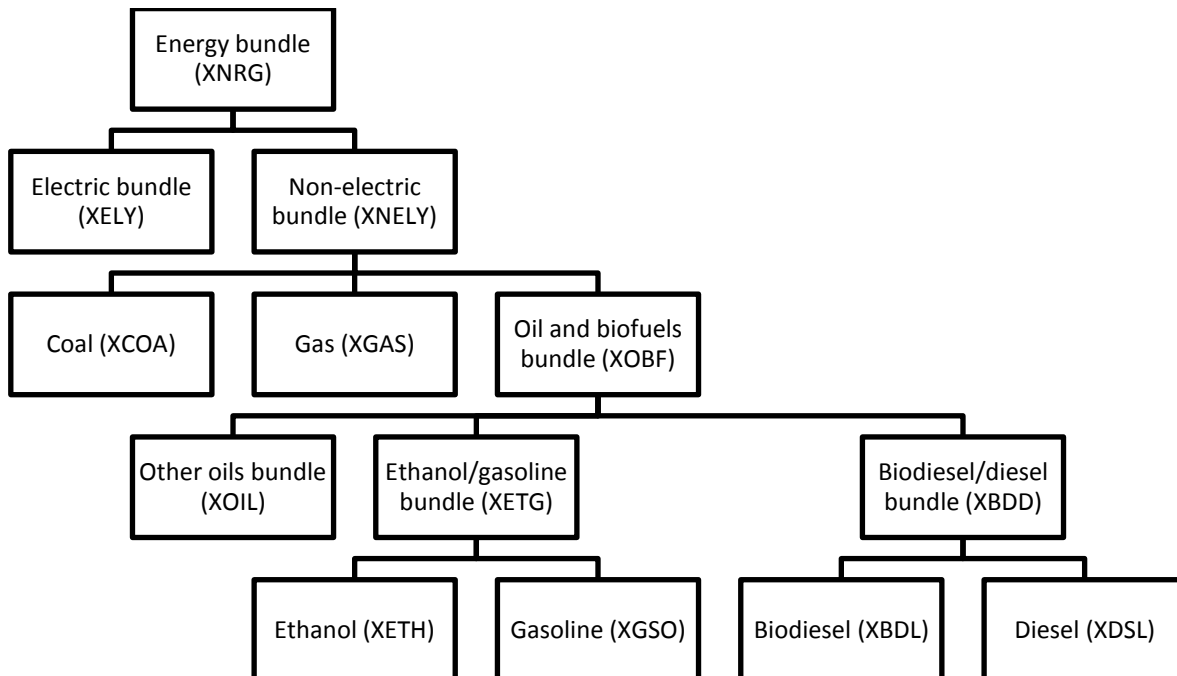 Energy bundle
(XNRG)
Electric bundle
(XELY)
Non-electric
bundle (XNELY)
Coal (XCOA)
Gas (XGAS)
Oil and biofuels
bundle (XOBF)
Other oils bundle
(XOIL)
Ethanol/gasoline
bundle (XETG)
Biodiesel/diesel
bundle (XBDD)
Ethanol (XETH)
Gasoline (XGSO)
Biodiesel (XBDL)
Diesel (XDSL)